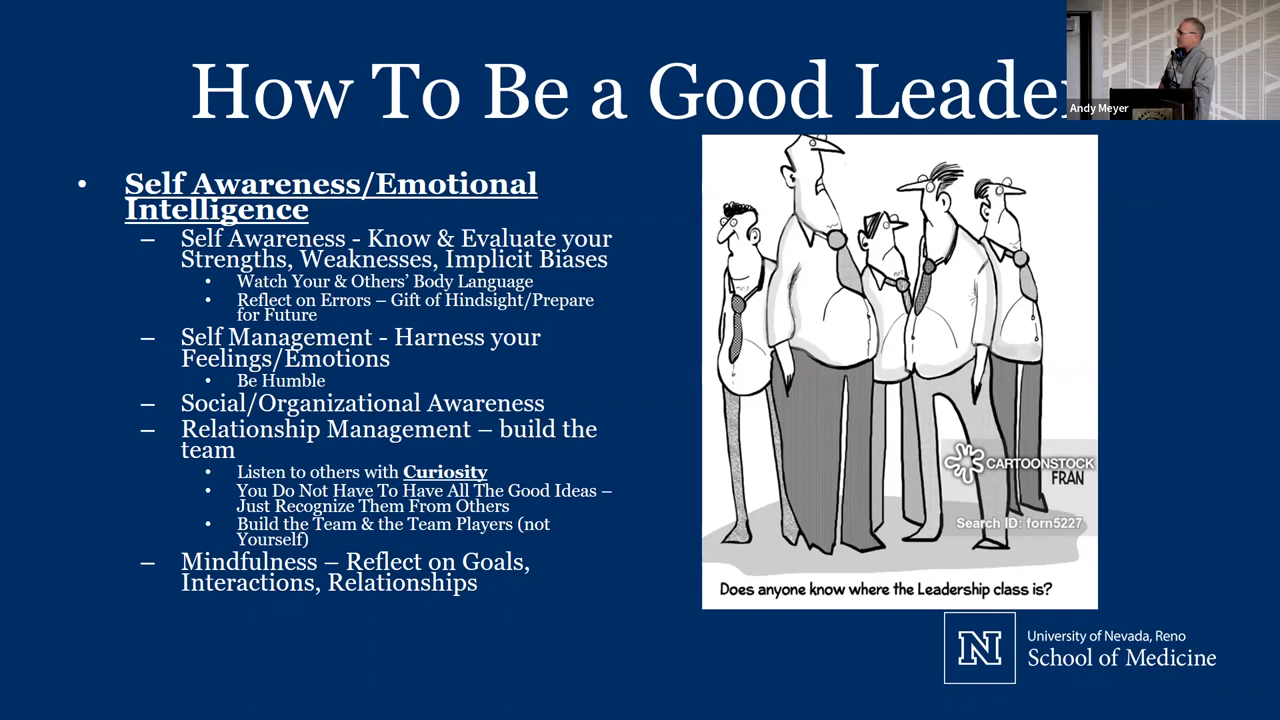 How To Be a Good Leader
Andy Meyer
• Self Awareness/Emotional
Intelligence
– Self Awareness - Know & Evaluate your
Strengths, Weaknesses, Implicit Biases
• Watch Your & Others’ Body Language
• Reflect on Errors – Gift of Hindsight/Prepare
for Future
– Self Management - Harness your
Feelings/Emotions
• Be Humble
– Social/Organizational Awareness
– Relationship Management – build the
team
• Listen to others with Curiosity
• You Do Not Have To Have All The Good Ideas –
Just Recognize Them From Others
• Build the Team & the Team Players (not
Yourself)
– Mindfulness – Reflect on Goals,
Interactions, Relationships
CARTOONSTOCK
FRAN
Search ID: forn5227
Does anyone know where the Leadership class is?
N
University of Nevada, Reno
School of Medicine